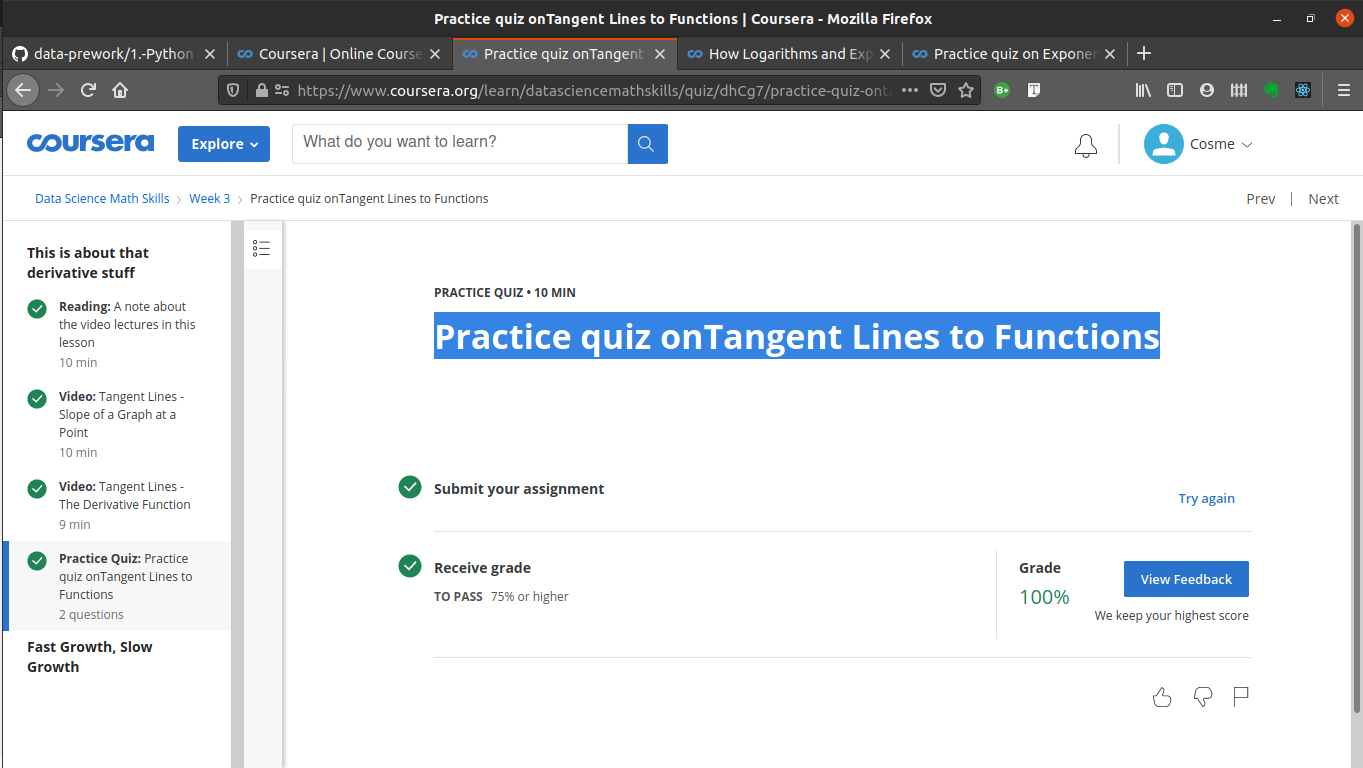 Practice quiz onTangent Lines to Functions | Coursera - Mozilla Firefox
data-prework/1.-Python
Coursera | Online Course
Practice quiz onTangent
How Logarithms and Exp
Practice quiz on Exponen
https://www.coursera.org/learn/datasciencemathskills/quiz/dhCg7/practice-quiz-onta
coursera
Explore
What do you want to learn?
Cosme
Data Science Math Skills
Week 3
Practice quiz onTangent Lines to Functions
Prev | Next
This is about that
derivative stuff
Reading: A note about
the video lectures in this
lesson
10 min
Video: Tangent Lines -
Slope of a Graph at a
Point
10 min
Video: Tangent Lines -
The Derivative Function
9 min
Practice Quiz: Practice
quiz onTangent Lines to
Functions
2 questions
Fast Growth, Slow
Growth
PRACTICE QUIZ • 10 MIN
Practice quiz onTangent Lines to Functions
Submit your assignment
Try again
Receive grade
TO PASS 75% or higher
Grade
100%
View Feedback
We keep your highest score